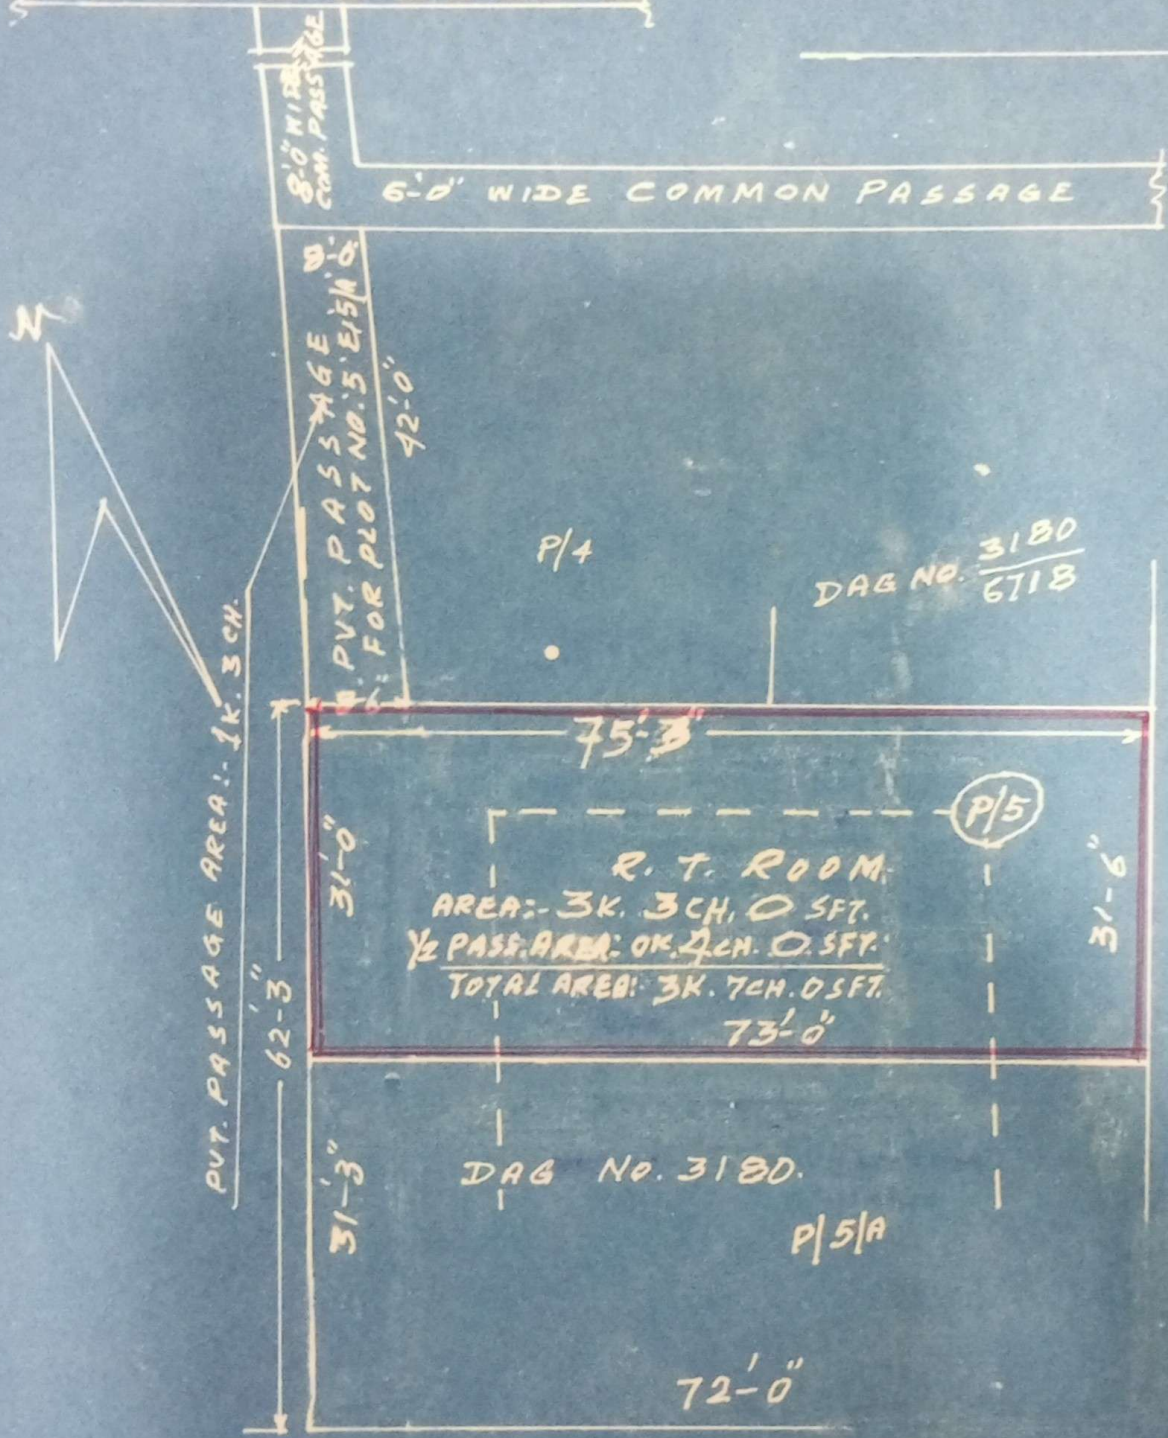 8'-0" WIDE
COM. PASSAGE
6'-0" WIDE COMMON PASSAGE
8'-0"
PVT. PASSAGE
FOR PLOT NO. 5 & 5/A
42'-0"
N
P/4
DAG NO. 3180
6718
PVT. PASSAGE AREA:- 1K. 3CH.
75'-3"
P/5
31'-0"
R. T. ROOM
AREA:- 3K. 3CH. 0 SFT.
1/2 PASS. AREA: 0K. 4CH. 0 SFT.
TOTAL AREA: 3K. 7CH. 0 SFT.
31'-6"
73'-0"
62'-3"
31'-3"
DAG NO. 3180.
P/5/A
72'-0"